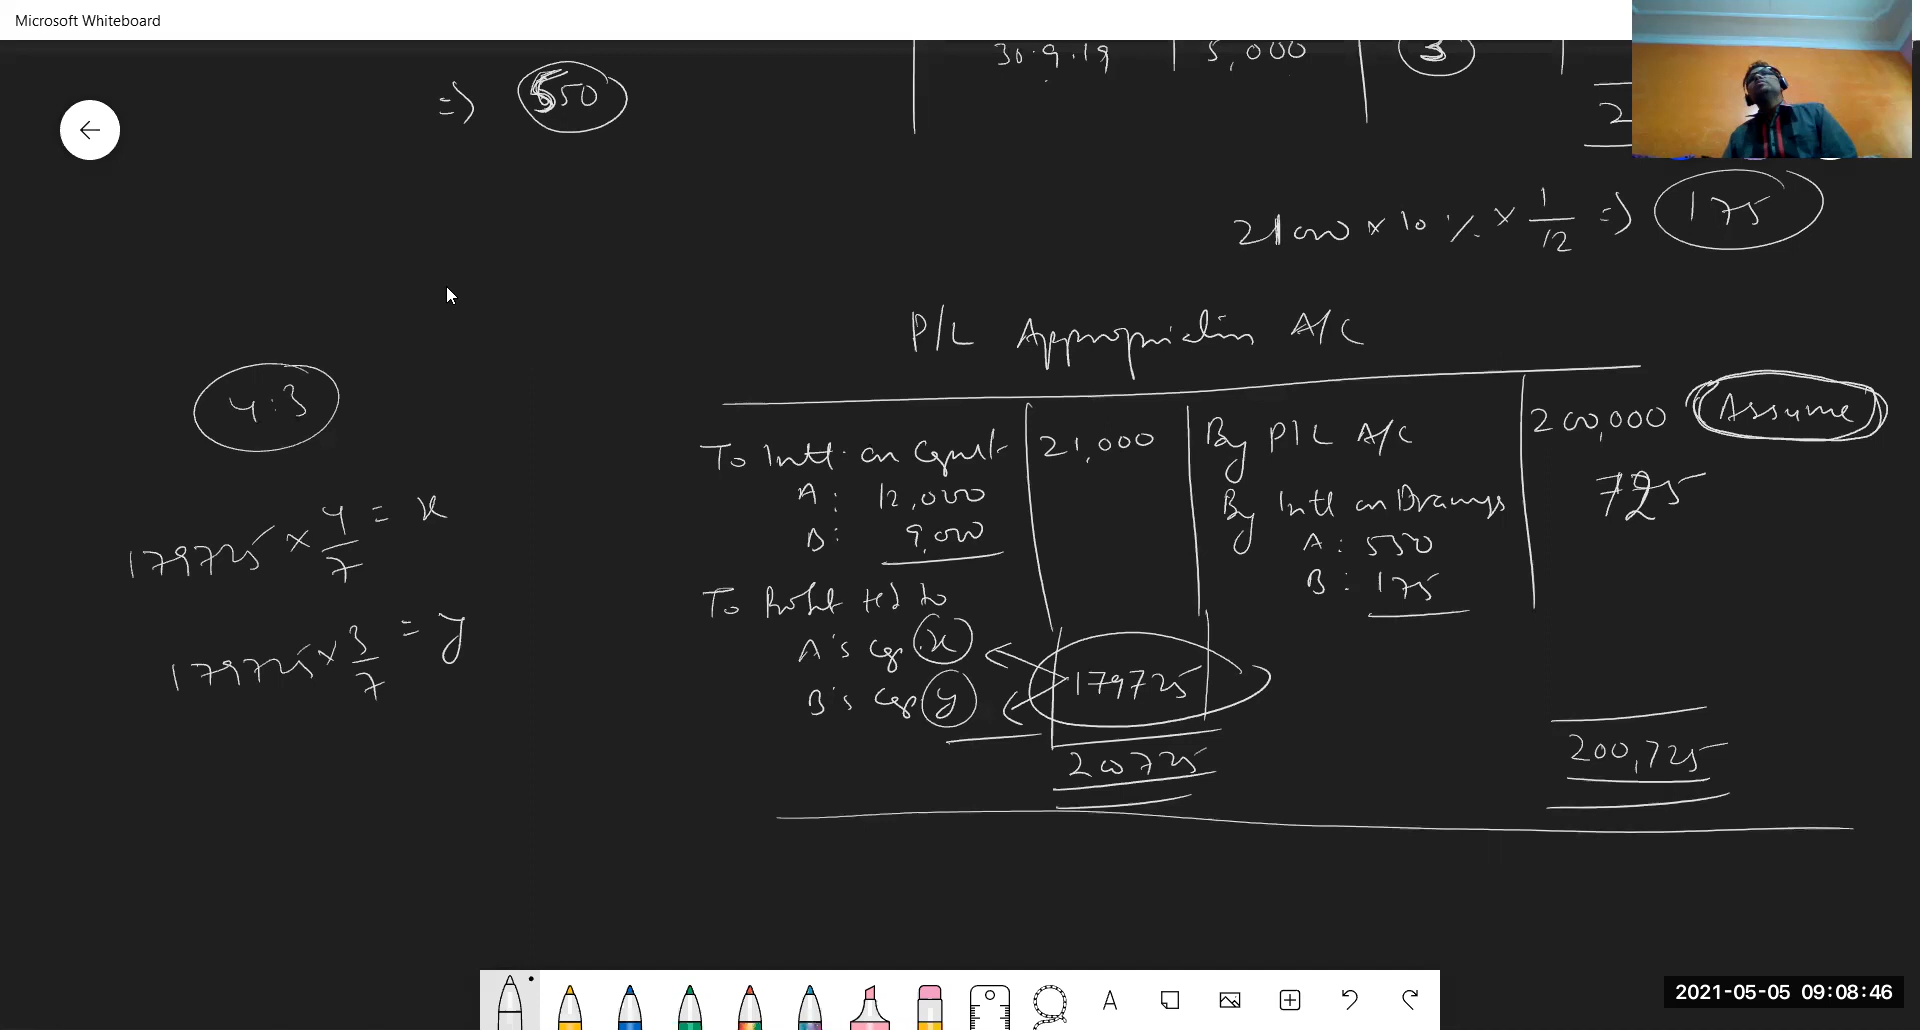 Microsoft Whiteboard
30.9.19 5,000 3
=> 550
2
21000 × 10 % × 1/12 => 175
P/L Appropriation A/C
4:3
To Intt. on Capital 21,000 By P/L A/C 200,000 Assume
A: 12,000 By Intt on Drawings 725
B: 9,000 A: 550
B: 175
179725 × 4/7 = x
To Profit tfd to
179725 × 3/7 = y
A's cap x
B's cap y 179725
200725 200,725
A
2021-05-05 09:08:46